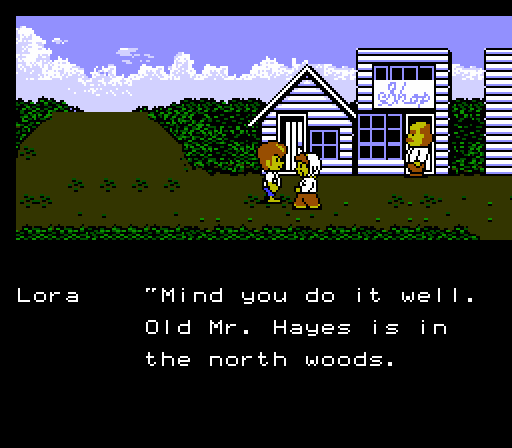 Shop
Lora "Mind you do it well.
Old Mr. Hayes is in
the north woods.